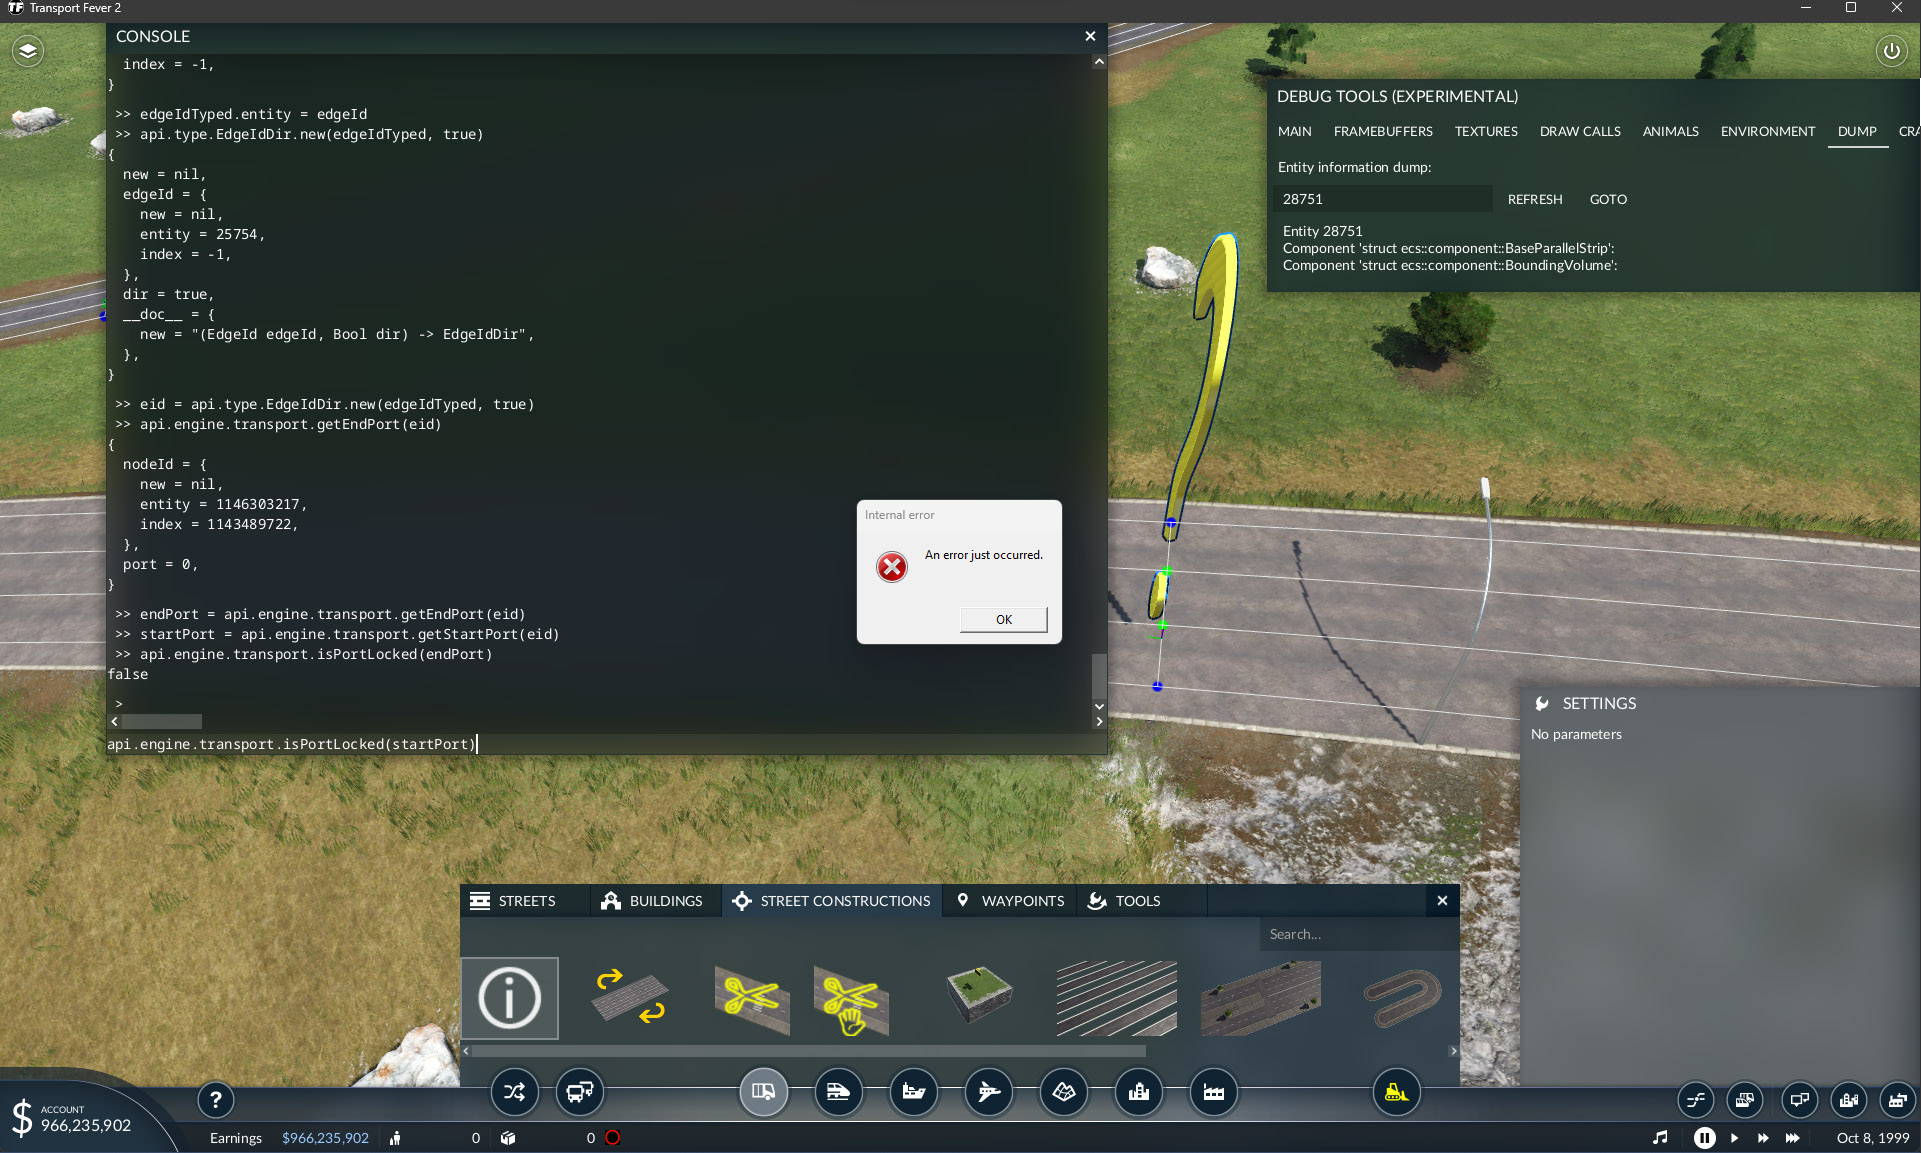 Transport Fever 2
CONSOLE
index = -1,
}
>> edgeIdTyped.entity = edgeId
>> api.type.EdgeIdDir.new(edgeIdTyped, true)
{
new = nil,
edgeId = {
new = nil,
entity = 25754,
index = -1,
},
dir = true,
__doc__ = {
new = "(EdgeId edgeId, Bool dir) -> EdgeIdDir",
},
}
>> eid = api.type.EdgeIdDir.new(edgeIdTyped, true)
>> api.engine.transport.getEndPort(eid)
{
nodeId = {
new = nil,
entity = 1146303217,
index = 1143489722,
},
port = 0,
}
>> endPort = api.engine.transport.getEndPort(eid)
>> startPort = api.engine.transport.getStartPort(eid)
>> api.engine.transport.isPortLocked(endPort)
false
>
api.engine.transport.isPortLocked(startPort)
Internal error
An error just occurred.
OK
DEBUG TOOLS (EXPERIMENTAL)
MAIN FRAMEBUFFERS TEXTURES DRAW CALLS ANIMALS ENVIRONMENT DUMP CRA
Entity information dump:
28751 REFRESH GOTO
Entity 28751
Component 'struct ecs::component::BaseParallelStrip':
Component 'struct ecs::component::BoundingVolume':
SETTINGS
No parameters
STREETS BUILDINGS STREET CONSTRUCTIONS WAYPOINTS TOOLS
Search...
?
$ ACCOUNT
966,235,902
Earnings $966,235,902 0 0 Oct 8, 1999